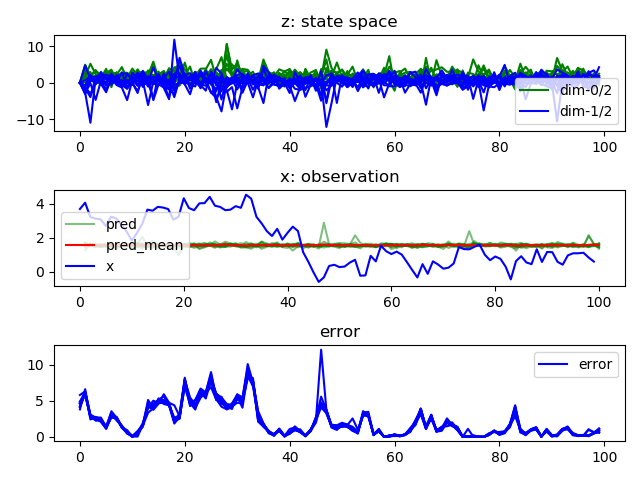 z: state space
10
0
−10
dim-0/2
dim-1/2
0 20 40 60 80 100
x: observation
4
2
0
pred
pred_mean
x
0 20 40 60 80 100
error
10
5
0
error
0 20 40 60 80 100